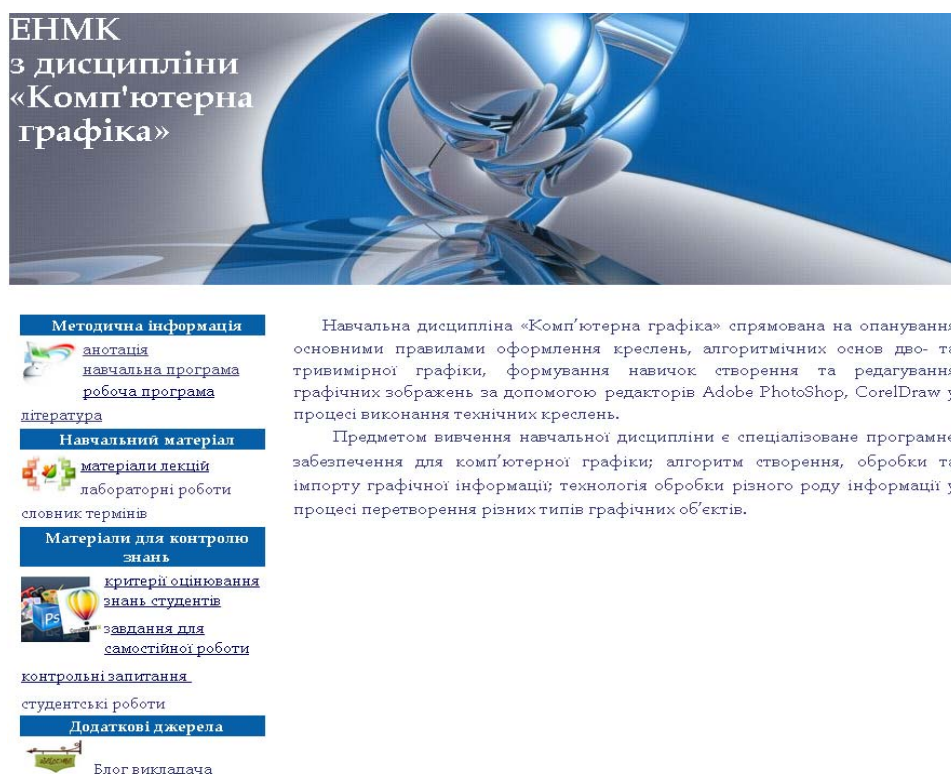 ЕНМК
з дисципліни
«Комп'ютерна
графіка»
Методична інформація
анотація
навчальна програма
робоча програма
література
Навчальний матеріал
матеріали лекцій
лабораторні роботи
словник термінів
Матеріали для контролю
знань
критерії оцінювання
знань студентів
завдання для
самостійної роботи
контрольні запитання
студентські роботи
Додаткові джерела
Блог викладача
Навчальна дисципліна «Комп’ютерна графіка» спрямована на опанування
основними правилами оформлення креслень, алгоритмічних основ дво- та
тривимірної графіки, формування навичок створення та редагування
графічних зображень за допомогою редакторів Adobe PhotoShop, CorelDraw у
процесі виконання технічних креслень.
Предметом вивчення навчальної дисципліни є спеціалізоване програмне
забезпечення для комп’ютерної графіки; алгоритм створення, обробки та
імпорту графічної інформації; технологія обробки різного роду інформації у
процесі перетворення різних типів графічних об’єктів.